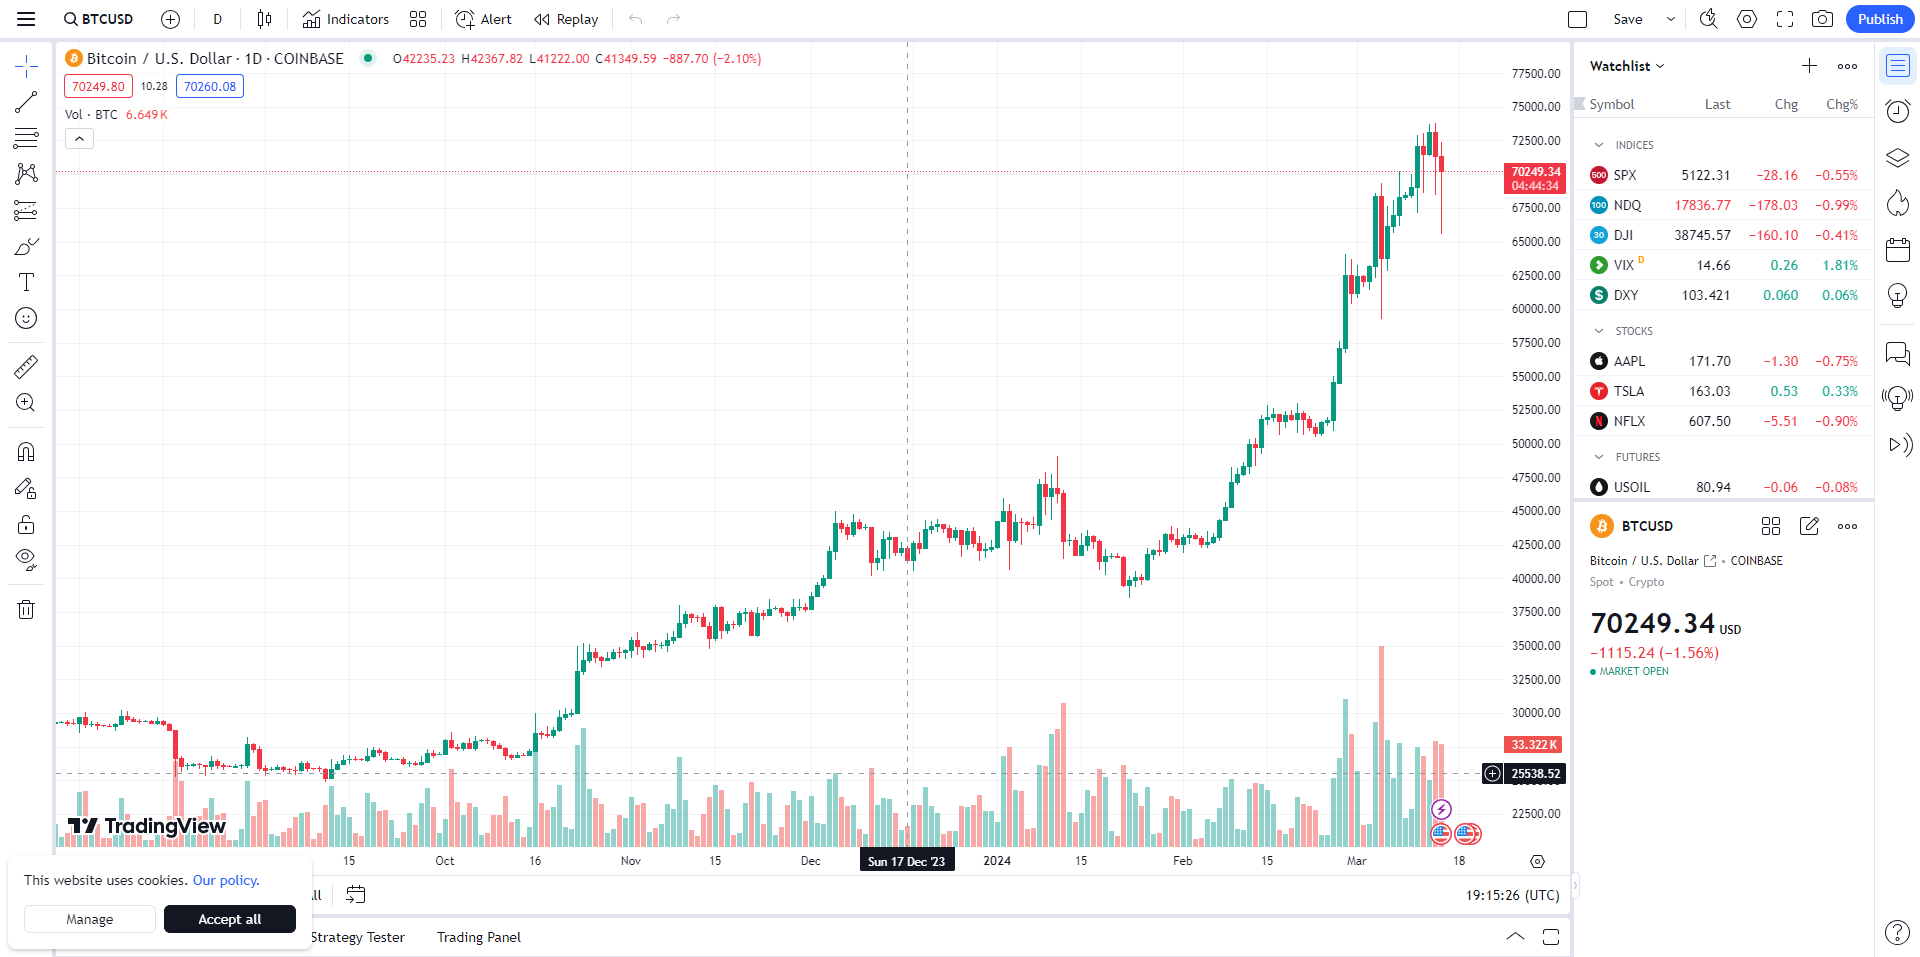 BTCUSD D Indicators Alert Replay Save Publish
Bitcoin / U.S. Dollar · 1D · COINBASE O42235.23 H42367.82 L41222.00 C41349.59 −887.70 (−2.10%)
70249.80 10.28 70260.08
Vol · BTC 6.649K
77500.00
75000.00
72500.00
70249.34
04:44:34
67500.00
65000.00
62500.00
60000.00
57500.00
55000.00
52500.00
50000.00
47500.00
45000.00
42500.00
40000.00
37500.00
35000.00
32500.00
30000.00
33.322K
25538.52
22500.00
TradingView
15 Oct 16 Nov 15 Dec Sun 17 Dec '23 2024 15 Feb 15 Mar 18
This website uses cookies. Our policy.
Manage Accept all
19:15:26 (UTC)
Strategy Tester Trading Panel
Watchlist
Symbol Last Chg Chg%
INDICES
500 SPX 5122.31 −28.16 −0.55%
100 NDQ 17836.77 −178.03 −0.99%
30 DJI 38745.57 −160.10 −0.41%
VIX D 14.66 0.26 1.81%
$ DXY 103.421 0.060 0.06%
STOCKS
AAPL 171.70 −1.30 −0.75%
TSLA 163.03 0.53 0.33%
N NFLX 607.50 −5.51 −0.90%
FUTURES
USOIL 80.94 −0.06 −0.08%
BTCUSD
Bitcoin / U.S. Dollar • COINBASE
Spot • Crypto
70249.34 USD
−1115.24 (−1.56%)
MARKET OPEN